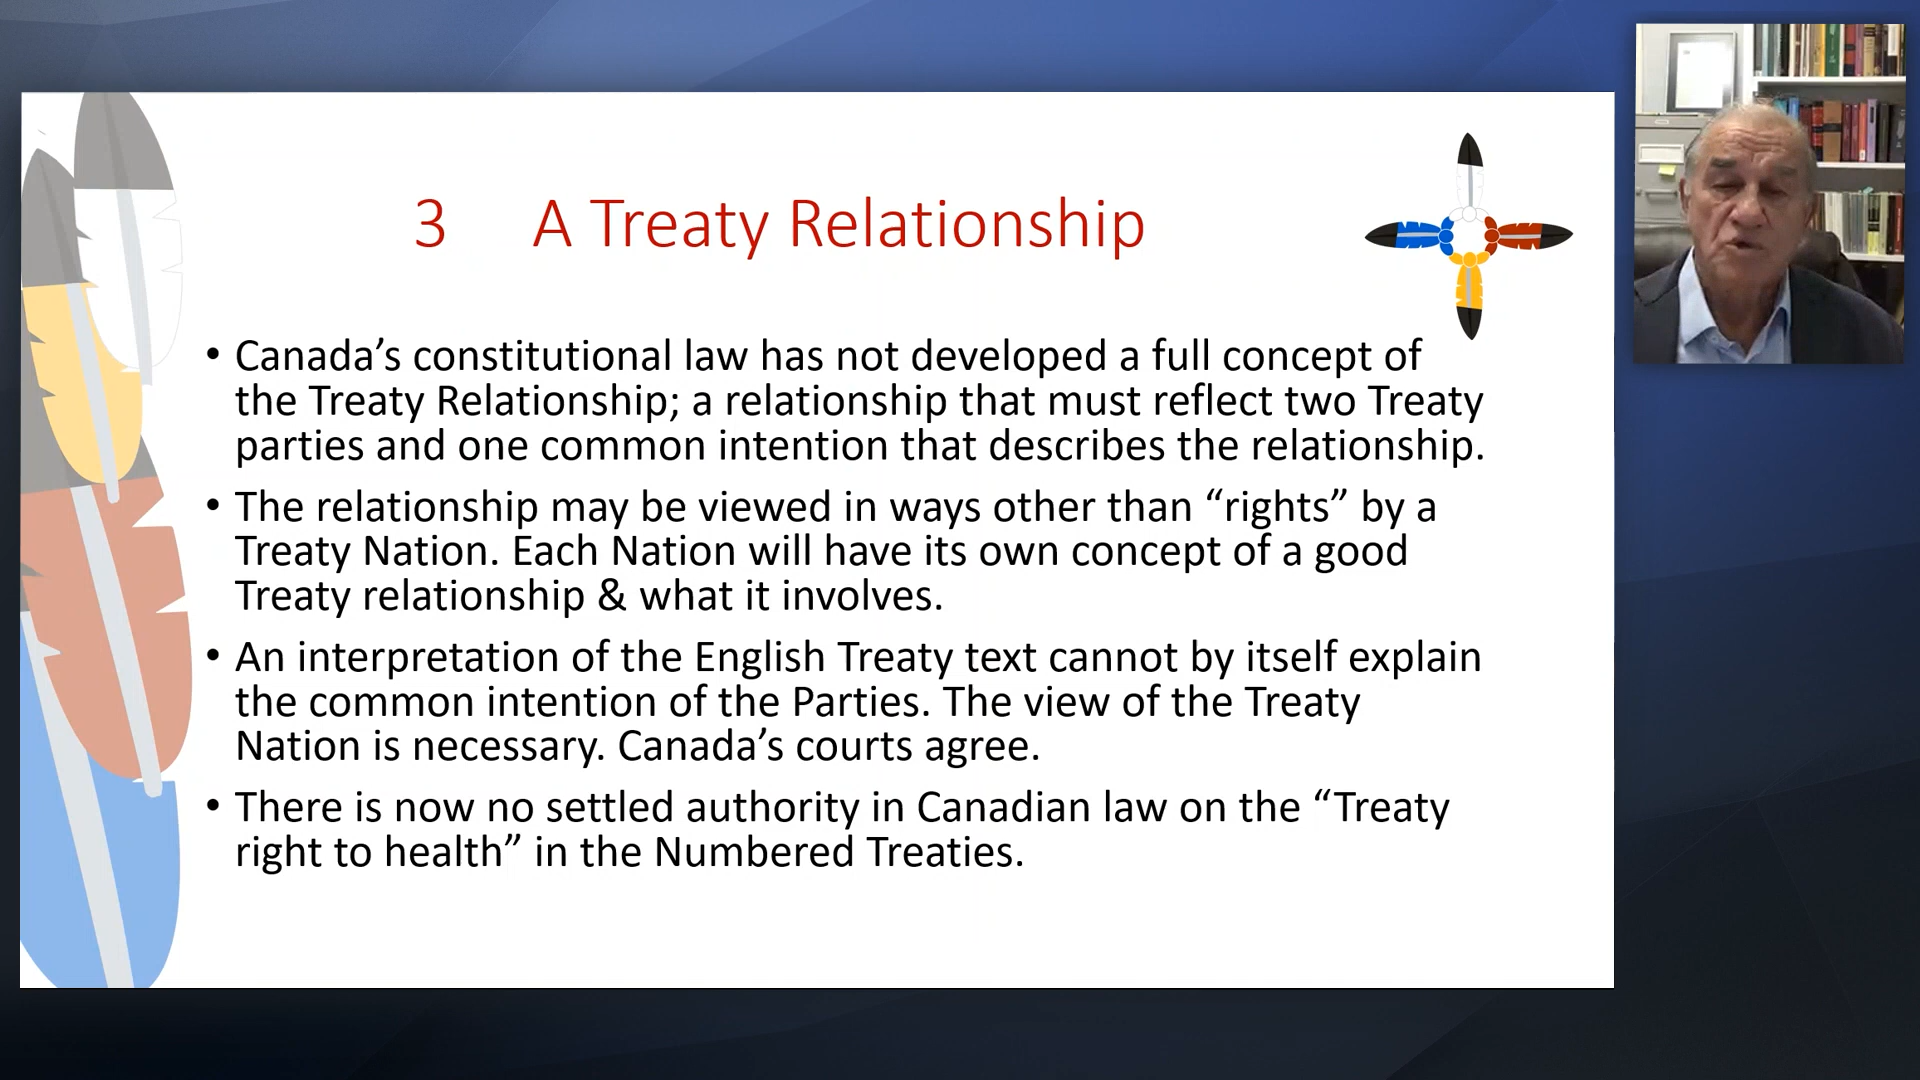 3 A Treaty Relationship
• Canada’s constitutional law has not developed a full concept of
the Treaty Relationship; a relationship that must reflect two Treaty
parties and one common intention that describes the relationship.
• The relationship may be viewed in ways other than “rights” by a
Treaty Nation. Each Nation will have its own concept of a good
Treaty relationship & what it involves.
• An interpretation of the English Treaty text cannot by itself explain
the common intention of the Parties. The view of the Treaty
Nation is necessary. Canada’s courts agree.
• There is now no settled authority in Canadian law on the “Treaty
right to health” in the Numbered Treaties.